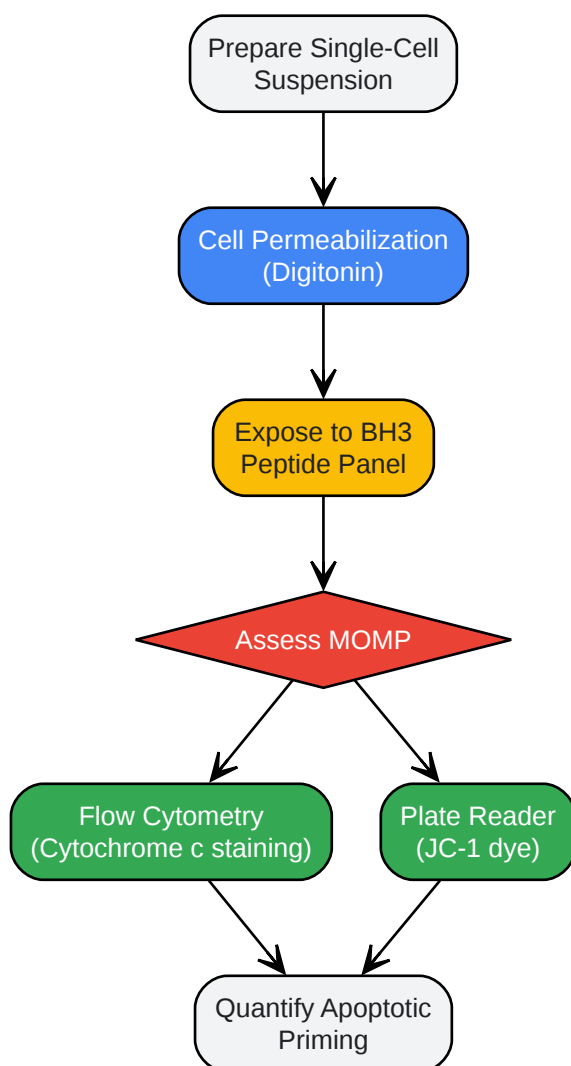 Prepare Single-Cell
Suspension
Cell Permeabilization
(Digitonin)
Expose to BH3
Peptide Panel
Assess MOMP
Flow Cytometry
(Cytochrome c staining)
Plate Reader
(JC-1 dye)
Quantify Apoptotic
Priming